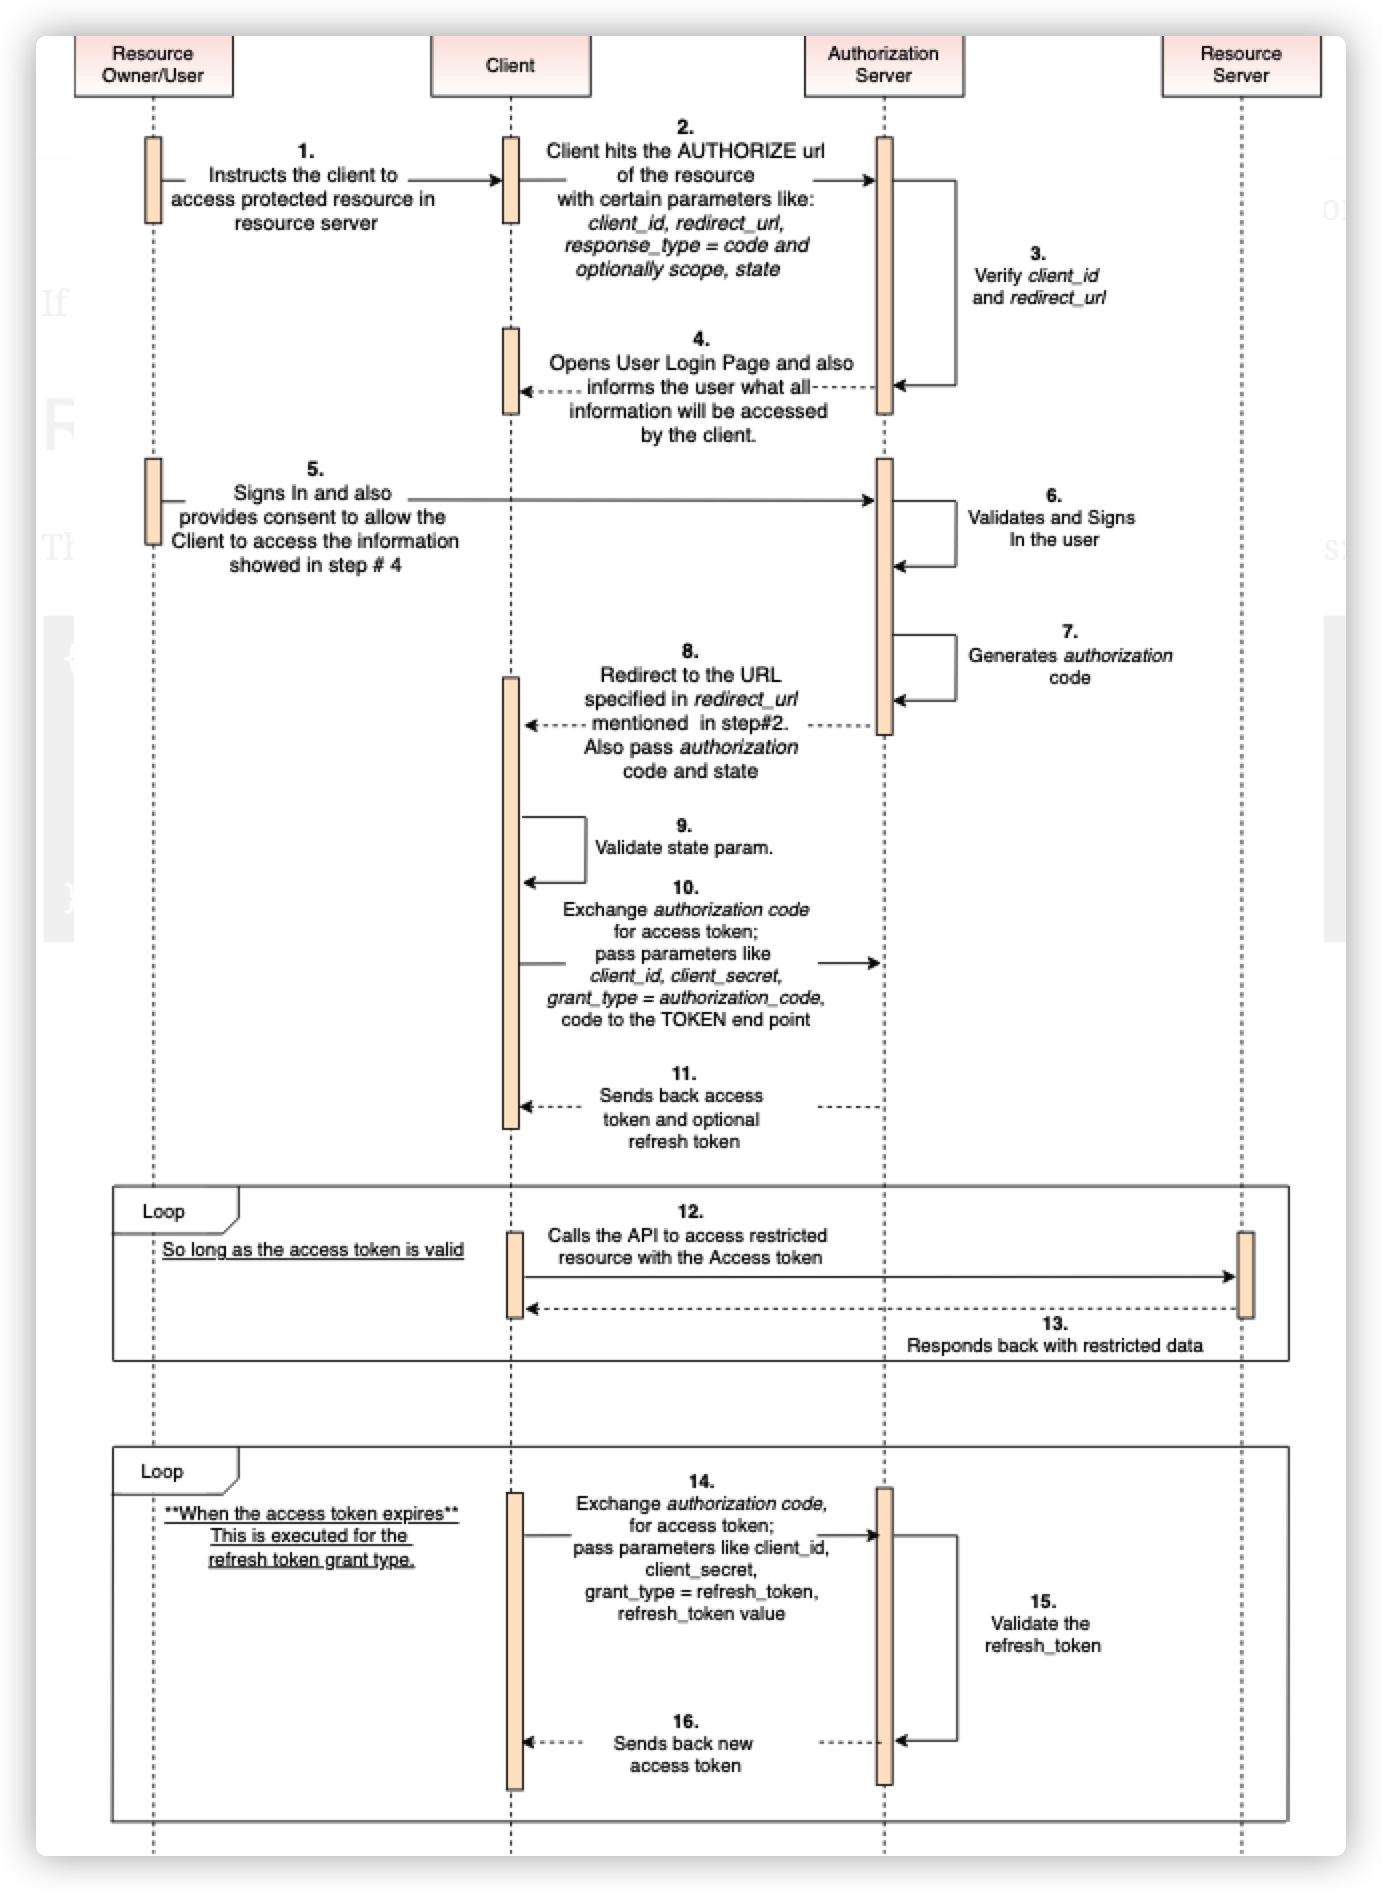 Resource
Owner/User
Client
Authorization
Server
Resource
Server
1.
Instructs the client to
access protected resource in
resource server
2.
Client hits the AUTHORIZE url
of the resource
with certain parameters like:
client_id, redirect_url,
response_type = code and
optionally scope, state
3.
Verify client_id
and redirect_url
4.
Opens User Login Page and also
informs the user what all
information will be accessed
by the client.
5.
Signs In and also
provides consent to allow the
Client to access the information
showed in step # 4
6.
Validates and Signs
In the user
7.
Generates authorization
code
8.
Redirect to the URL
specified in redirect_url
mentioned in step#2.
Also pass authorization
code and state
9.
Validate state param.
10.
Exchange authorization code
for access token;
pass parameters like
client_id, client_secret,
grant_type = authorization_code,
code to the TOKEN end point
11.
Sends back access
token and optional
refresh token
Loop
So long as the access token is valid
12.
Calls the API to access restricted
resource with the Access token
13.
Responds back with restricted data
Loop
**When the access token expires**
This is executed for the
refresh token grant type.
14.
Exchange authorization code,
for access token;
pass parameters like client_id,
client_secret,
grant_type = refresh_token,
refresh_token value
15.
Validate the
refresh_token
16.
Sends back new
access token
If
R
Th